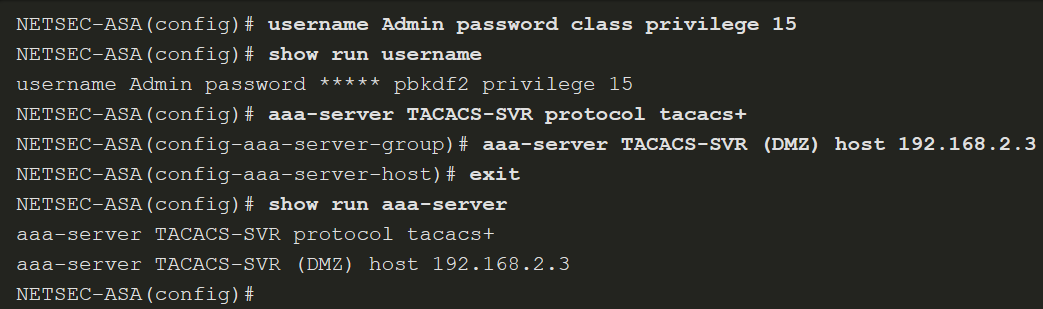 NETSEC-ASA(config)# username Admin password class privilege 15
NETSEC-ASA(config)# show run username
username Admin password ***** pbkdf2 privilege 15
NETSEC-ASA(config)# aaa-server TACACS-SVR protocol tacacs+
NETSEC-ASA(config-aaa-server-group)# aaa-server TACACS-SVR (DMZ) host 192.168.2.3
NETSEC-ASA(config-aaa-server-host)# exit
NETSEC-ASA(config)# show run aaa-server
aaa-server TACACS-SVR protocol tacacs+
aaa-server TACACS-SVR (DMZ) host 192.168.2.3
NETSEC-ASA(config)#